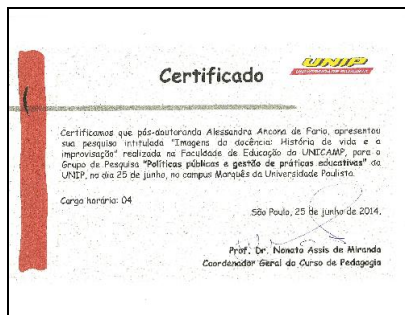 Certificado
UNIP
Certificamos que pós-doutoranda Alessandra Ancona de Faria, apresentou
sua pesquisa intitulada "Imagens da docência: História de vida e a
improvisação" realizada na Faculdade de Educação da UNICAMP, para o
Grupo de Pesquisa "Políticas públicas e gestão de práticas educativas" da
UNIP, no dia 25 de junho, no campus Marquês da Universidade Paulista.
Carga horária: 04
São Paulo, 25 de junho de 2014.
Prof. Dr. Nonato Assis de Miranda
Coordenador Geral do Curso de Pedagogia